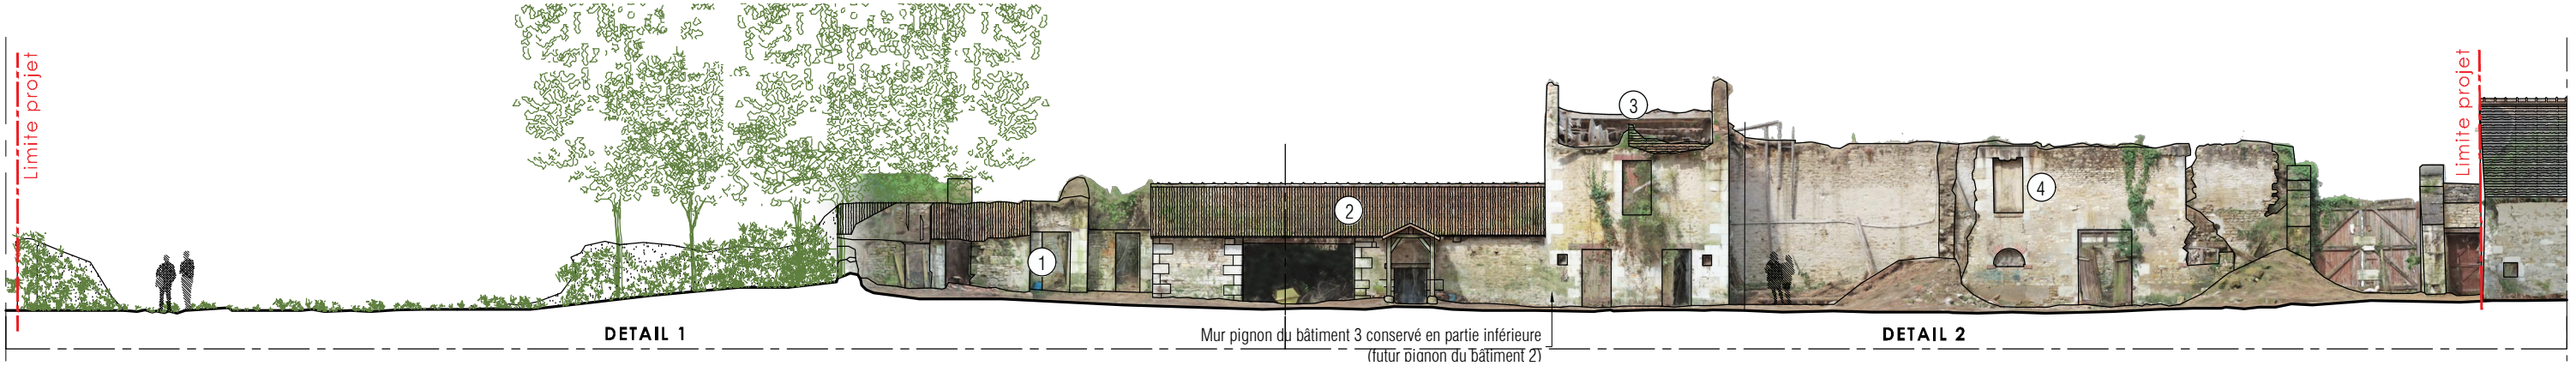 Limite projet
Limite projet
3
2
4
1
DETAIL 1
Mur pignon du bâtiment 3 conservé en partie inférieure
(futur pignon du bâtiment 2)
DETAIL 2